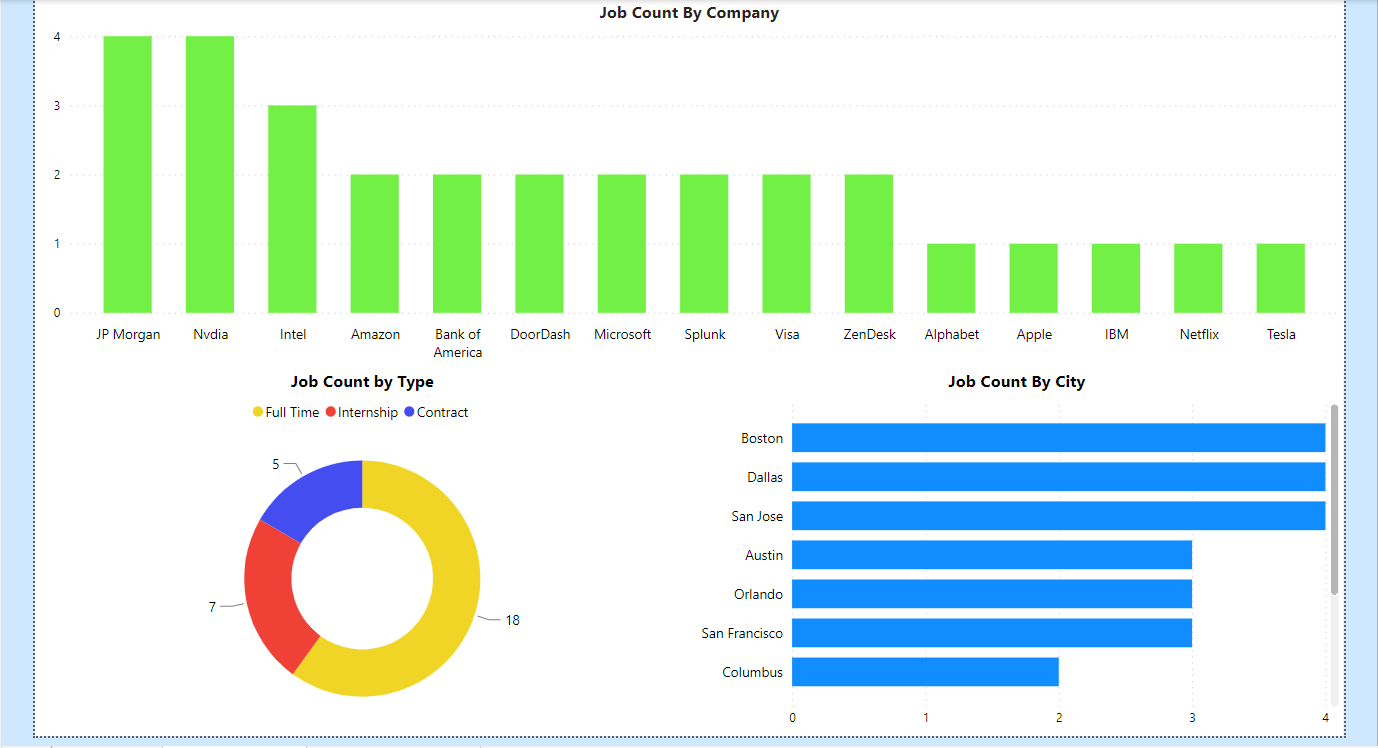 Job Count By Company
4
3
2
1
0
JP Morgan Nvdia Intel Amazon Bank of America DoorDash Microsoft Splunk Visa ZenDesk Alphabet Apple IBM Netflix Tesla
Job Count by Type
Full Time Internship Contract
5
7
18
Job Count By City
Boston
Dallas
San Jose
Austin
Orlando
San Francisco
Columbus
0 1 2 3 4